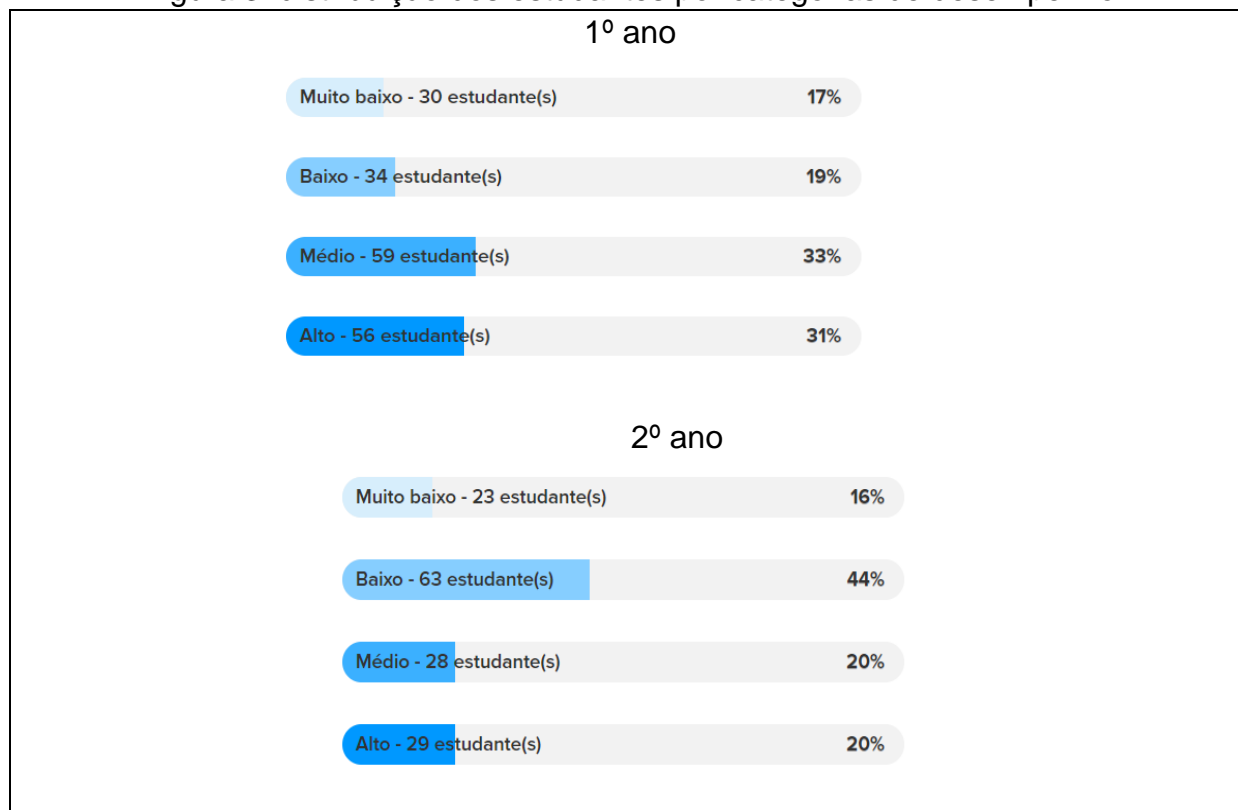 1º ano
Muito baixo - 30 estudante(s) 17%
Baixo - 34 estudante(s) 19%
Médio - 59 estudante(s) 33%
Alto - 56 estudante(s) 31%
2º ano
Muito baixo - 23 estudante(s) 16%
Baixo - 63 estudante(s) 44%
Médio - 28 estudante(s) 20%
Alto - 29 estudante(s) 20%